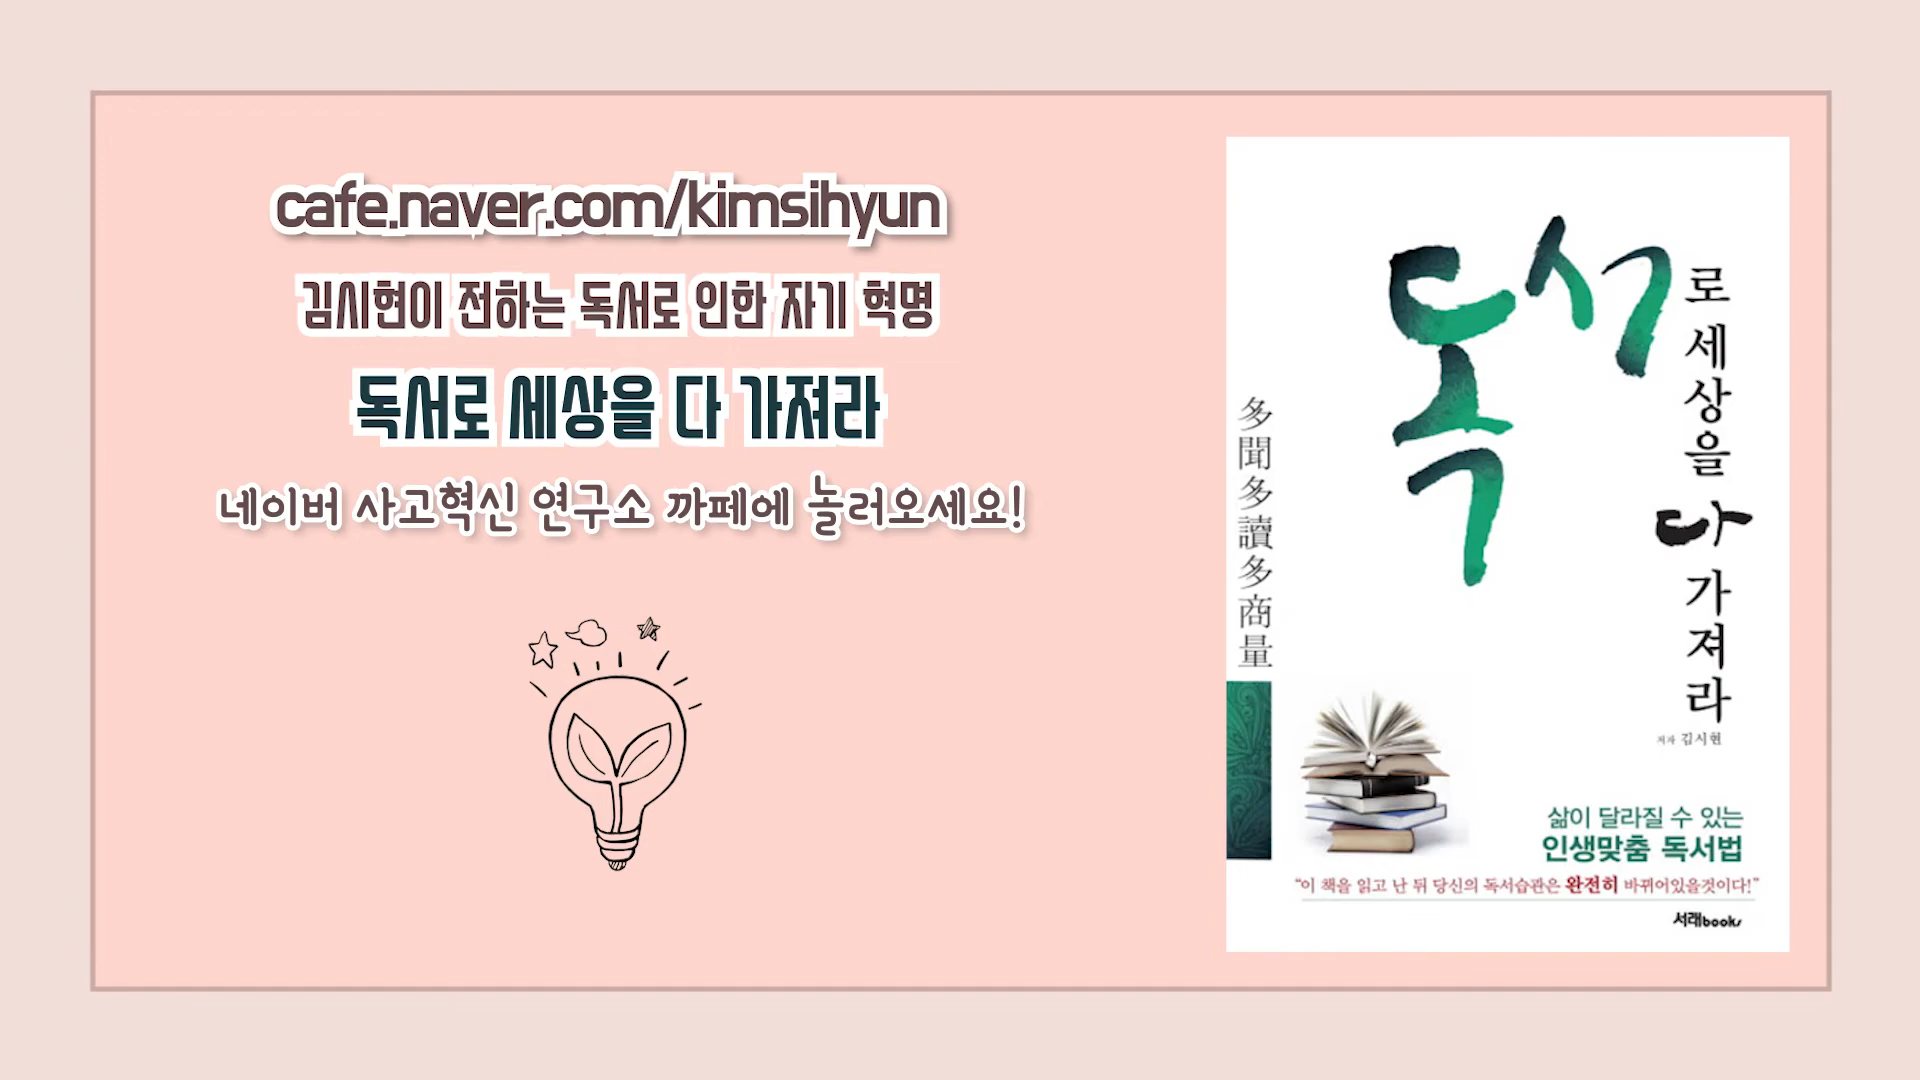 cafe.naver.com/kimsihyun
김시현이 전하는 독서로 인한 자기 혁명
독서로 세상을 다 가져라
네이버 사고혁신 연구소 까페에 놀러오세요!
독서로 세상을 다 가져라
저자 김시현
多聞多讀多商量
삶이 달라질 수 있는
인생맞춤 독서법
“이 책을 읽고 난 뒤 당신의 독서습관은 완전히 바뀌어있을것이다!”
서래books